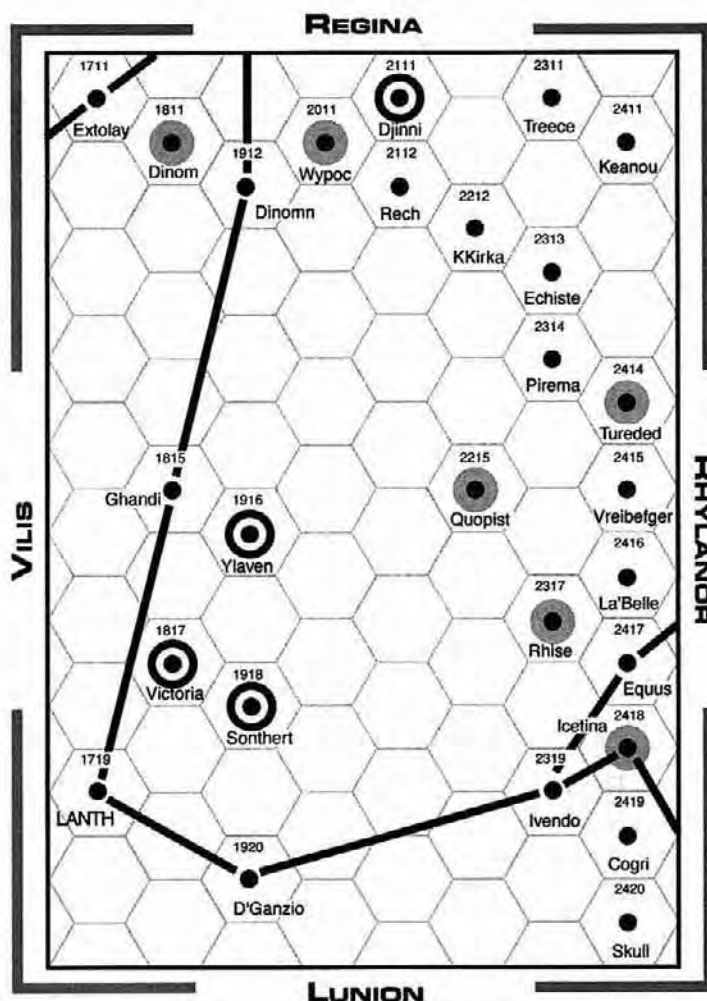 REGINA
1711
Extolay
2111
Djinni
2311
Treece
1811
Dinom
2011
Wypoc
2411
Keanou
1912
Dinomn
2112
Rech
2212
KKirka
2313
Echiste
2314
Pirema
2414
Tureded
1815
Ghandi
2215
Quopist
2415
Vreibefger
1916
Ylaven
2416
La'Belle
VILIS
RHYLANOR
2317
Rhise
1817
Victoria
2417
Equus
1918
Sonthert
Icetina
2418
1719
LANTH
2319
Ivendo
2419
Cogri
1920
D'Ganzio
2420
Skull
LUNION